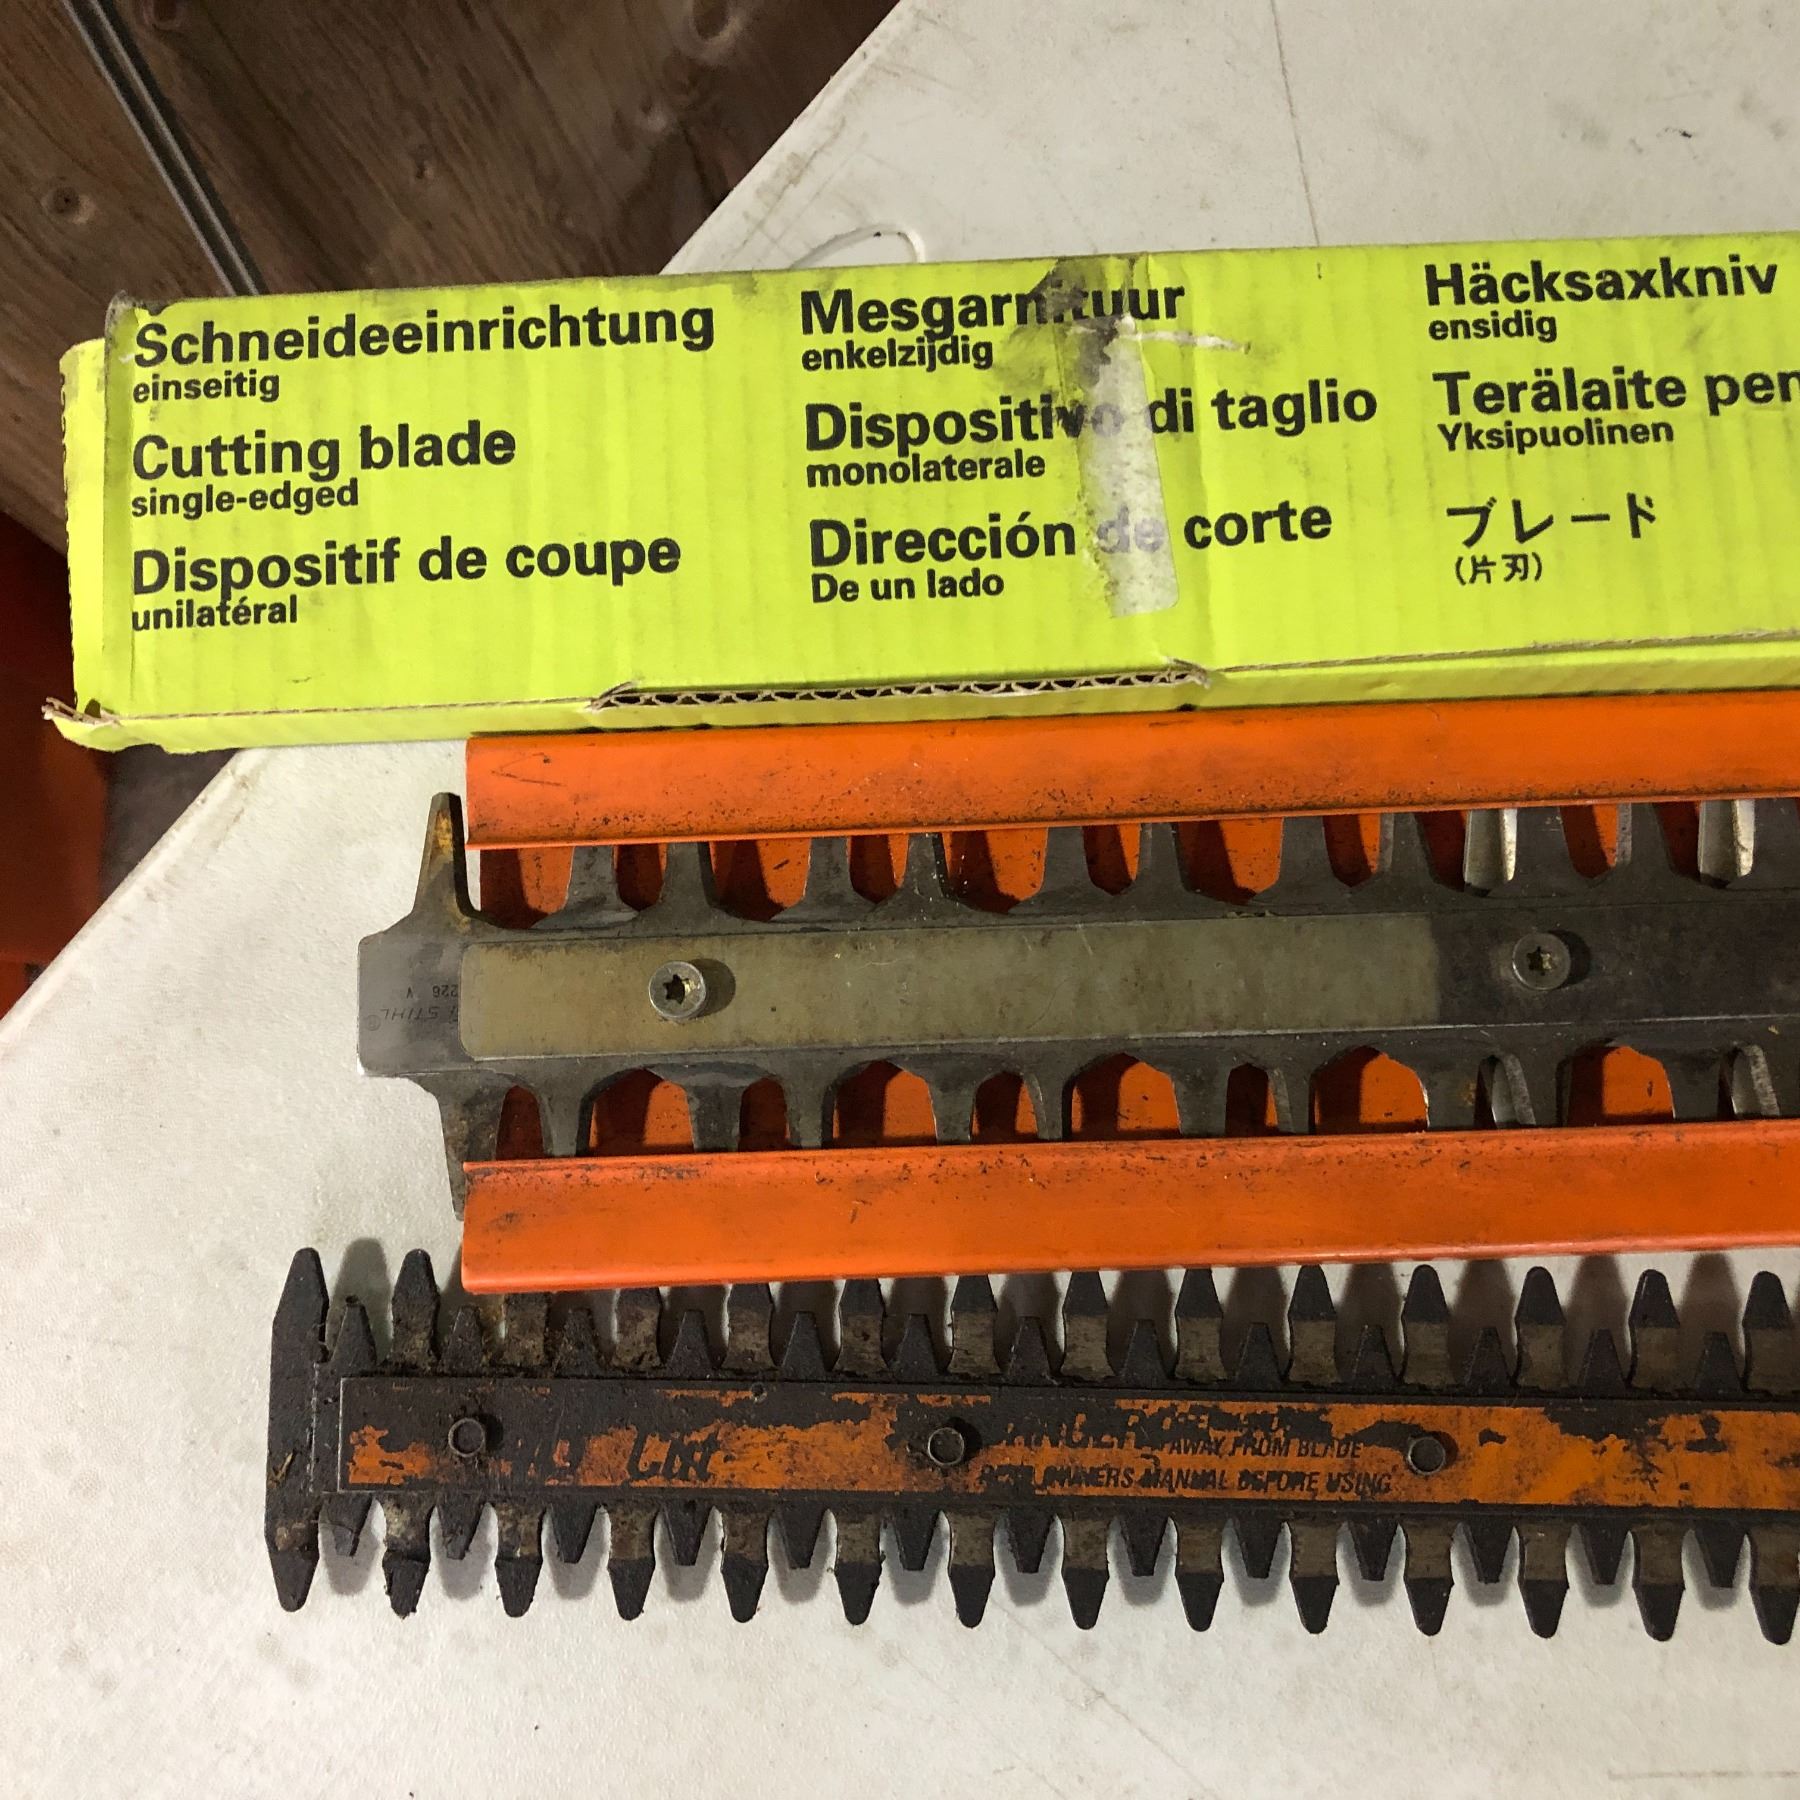 Schneideeinrichtung
einseitig
Cutting blade
single-edged
Dispositif de coupe
unilatéral
Mesgarnituur
enkelzijdig
Dispositivo di taglio
monolaterale
Dirección de corte
De un lado
Häcksaxkniv
ensidig
Terälaite
Yksipuolinen
ブレード
(片刃)
STIHL®
Cut
AWAY FROM BLADE
OWNERS MANUAL BEFORE USING